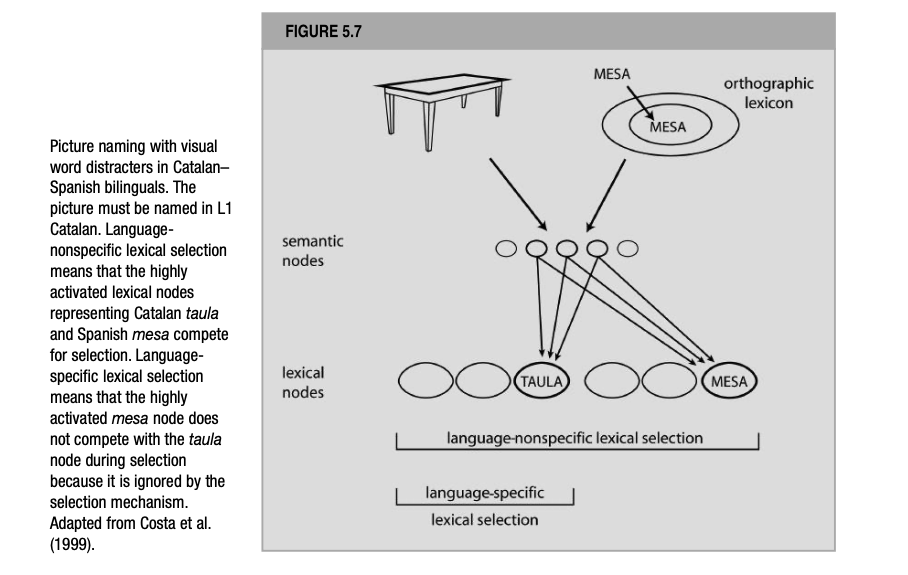 FIGURE 5.7
Picture naming with visual
word distracters in Catalan–
Spanish bilinguals. The
picture must be named in L1
Catalan. Language-
nonspecific lexical selection
means that the highly
activated lexical nodes
representing Catalan taula
and Spanish mesa compete
for selection. Language-
specific lexical selection
means that the highly
activated mesa node does
not compete with the taula
node during selection
because it is ignored by the
selection mechanism.
Adapted from Costa et al.
(1999).
MESA
orthographic
lexicon
MESA
semantic
nodes
lexical
nodes
TAULA
MESA
language-nonspecific lexical selection
language-specific
lexical selection